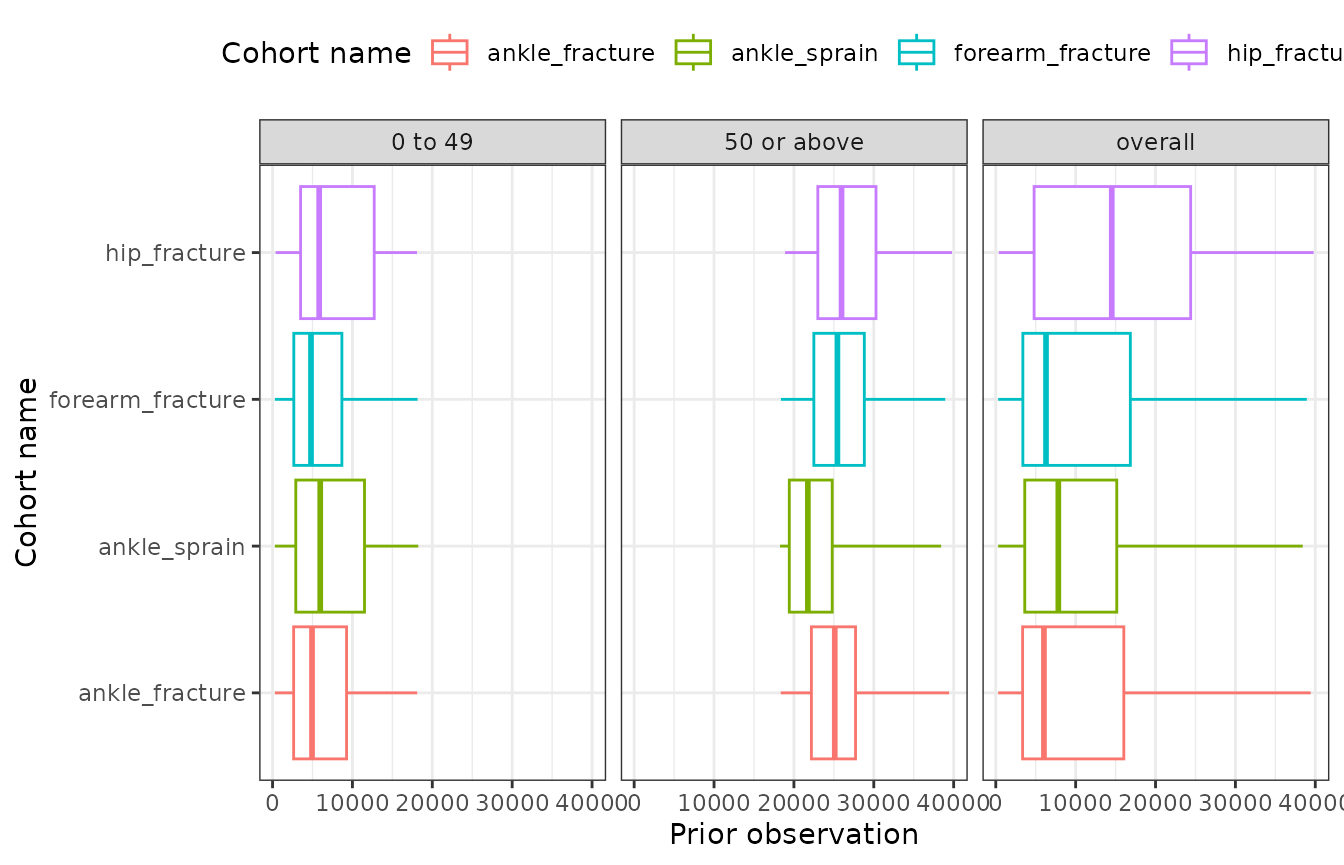 Cohort name ankle_fracture ankle_sprain forearm_fracture hip_fractu
0 to 49 50 or above overall
hip_fracture
forearm_fracture
ankle_sprain
ankle_fracture
Cohort name
0 10000 20000 30000 40000 0 10000 20000 30000 40000 0 10000 20000 30000 40000
Prior observation